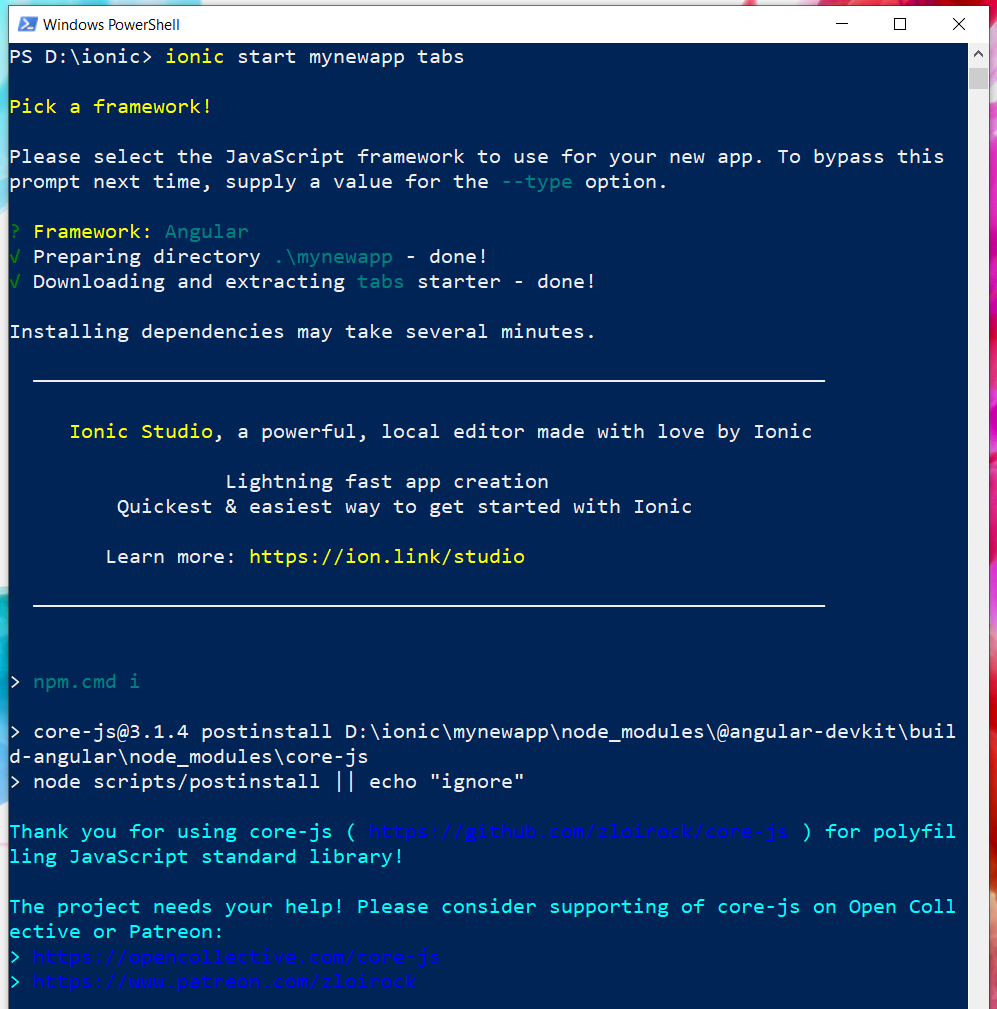 Windows PowerShell
PS D:\ionic> ionic start mynewapp tabs
Pick a framework!
Please select the JavaScript framework to use for your new app. To bypass this
prompt next time, supply a value for the --type option.
? Framework: Angular
√ Preparing directory .\mynewapp - done!
√ Downloading and extracting tabs starter - done!
Installing dependencies may take several minutes.
Ionic Studio, a powerful, local editor made with love by Ionic
Lightning fast app creation
Quickest & easiest way to get started with Ionic
Learn more: https://ion.link/studio
> npm.cmd i
> core-js@3.1.4 postinstall D:\ionic\mynewapp\node_modules\@angular-devkit\buil
d-angular\node_modules\core-js
> node scripts/postinstall || echo "ignore"
Thank you for using core-js ( https://github.com/zloirock/core-js ) for polyfil
ling JavaScript standard library!
The project needs your help! Please consider supporting of core-js on Open Coll
ective or Patreon:
> https://opencollective.com/core-js
> https://www.patreon.com/zloirock